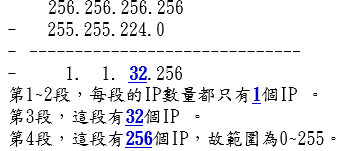 256.256.256.256
- 255.255.224.0
- ----------------------------
- 1. 1. 32.256
第1~2段，每段的IP數量都只有1個IP 。
第3段，這段有32個IP 。
第4段，這段有256個IP，故範圍為0~255。